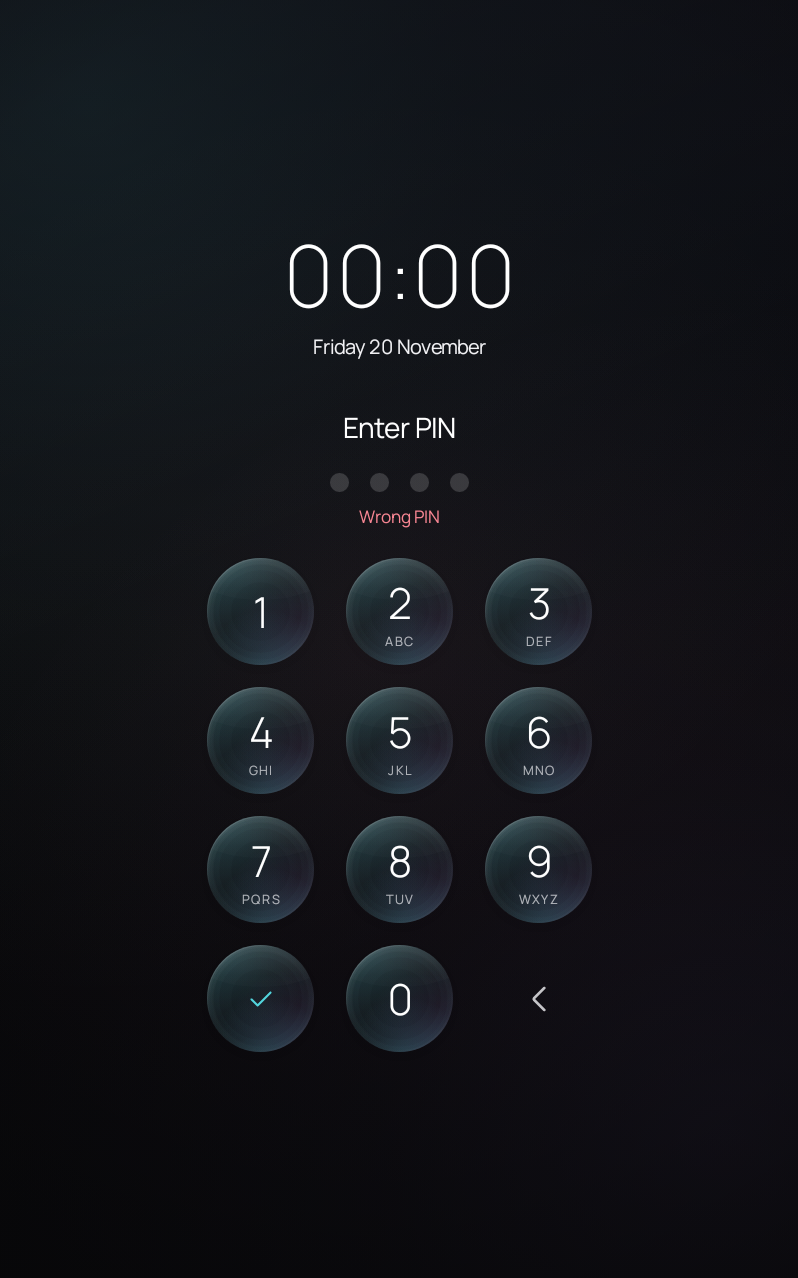 00:00
Friday 20 November
Enter PIN
Wrong PIN
1 2 3
ABC DEF
4 5 6
GHI JKL MNO
7 8 9
PQRS TUV WXYZ
0